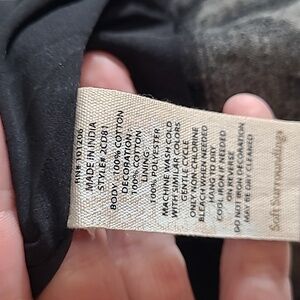 RN# 101206
MADE IN INDIA
STYLE# 2CD781
BODY: 100% COTTON
DECORATION:
100% COTTON
LINING:
100% POLYESTER
MACHINE WASH COLD
WITH SIMILAR COLORS
GENTLE CYCLE
ONLY NON-CHLORINE
BLEACH WHEN NEEDED
HANG TO DRY
COOL IRON IF NEEDED
ON REVERSE
DO NOT IRON DECORATION
MAY BE DRY CLEANED
Soft Surroundings